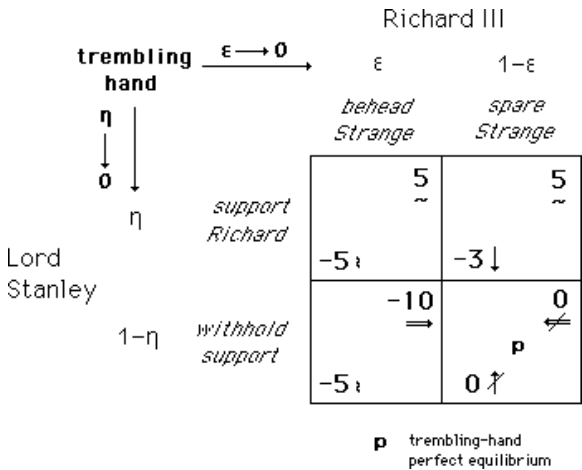 Richard III
trembling
hand
ε → 0
ε
1-ε
behead
Strange
spare
Strange
η
0
5
~
5
~
η
support
Richard
-5 ~
-3 ↓
Lord
Stanley
-10
⇒
0
⇍
1-η
withhold
support
p
-5 ~
0 ↑
p trembling-hand
perfect equilibrium